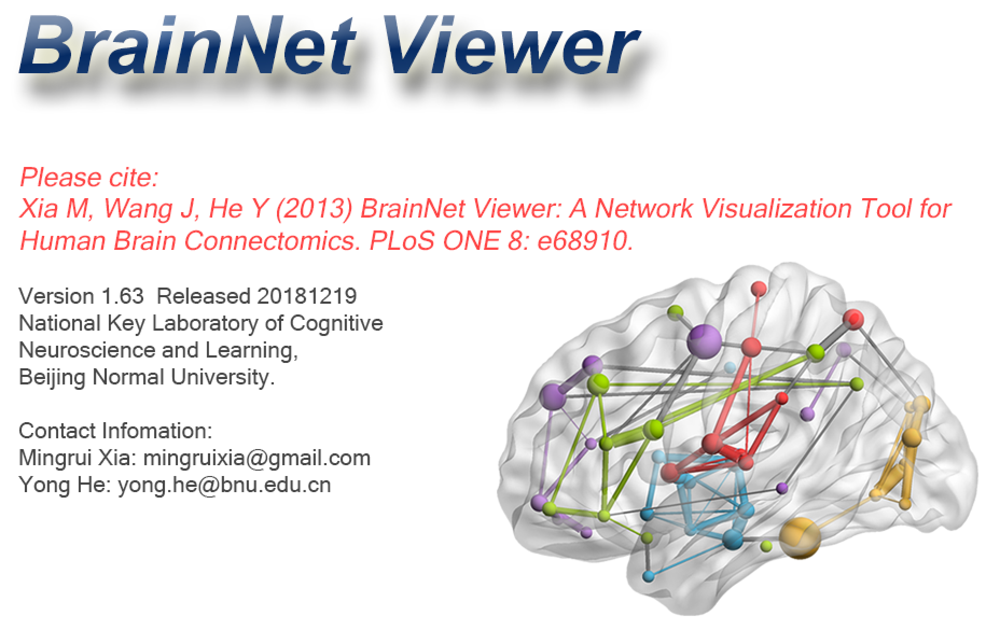 BrainNet Viewer
Please cite:
Xia M, Wang J, He Y (2013) BrainNet Viewer: A Network Visualization Tool for
Human Brain Connectomics. PLoS ONE 8: e68910.
Version 1.63  Released 20181219
National Key Laboratory of Cognitive
Neuroscience and Learning,
Beijing Normal University.
Contact Infomation:
Mingrui Xia: mingruixia@gmail.com
Yong He: yong.he@bnu.edu.cn